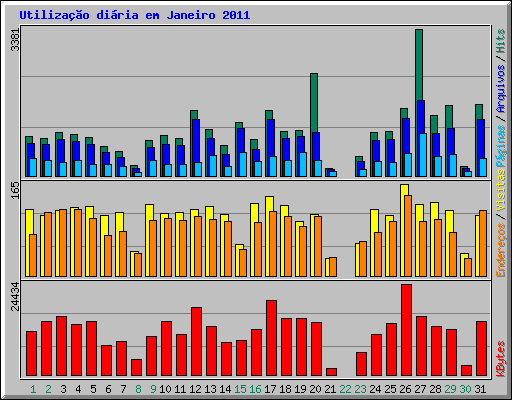 Utilização diária em Janeiro 2011
3381
165
24434
Endereços / Visitas Páginas / Arquivos / Hits
KBytes
1 2 3 4 5 6 7 8 9 10 11 12 13 14 15 16 17 18 19 20 21 22 23 24 25 26 27 28 29 30 31